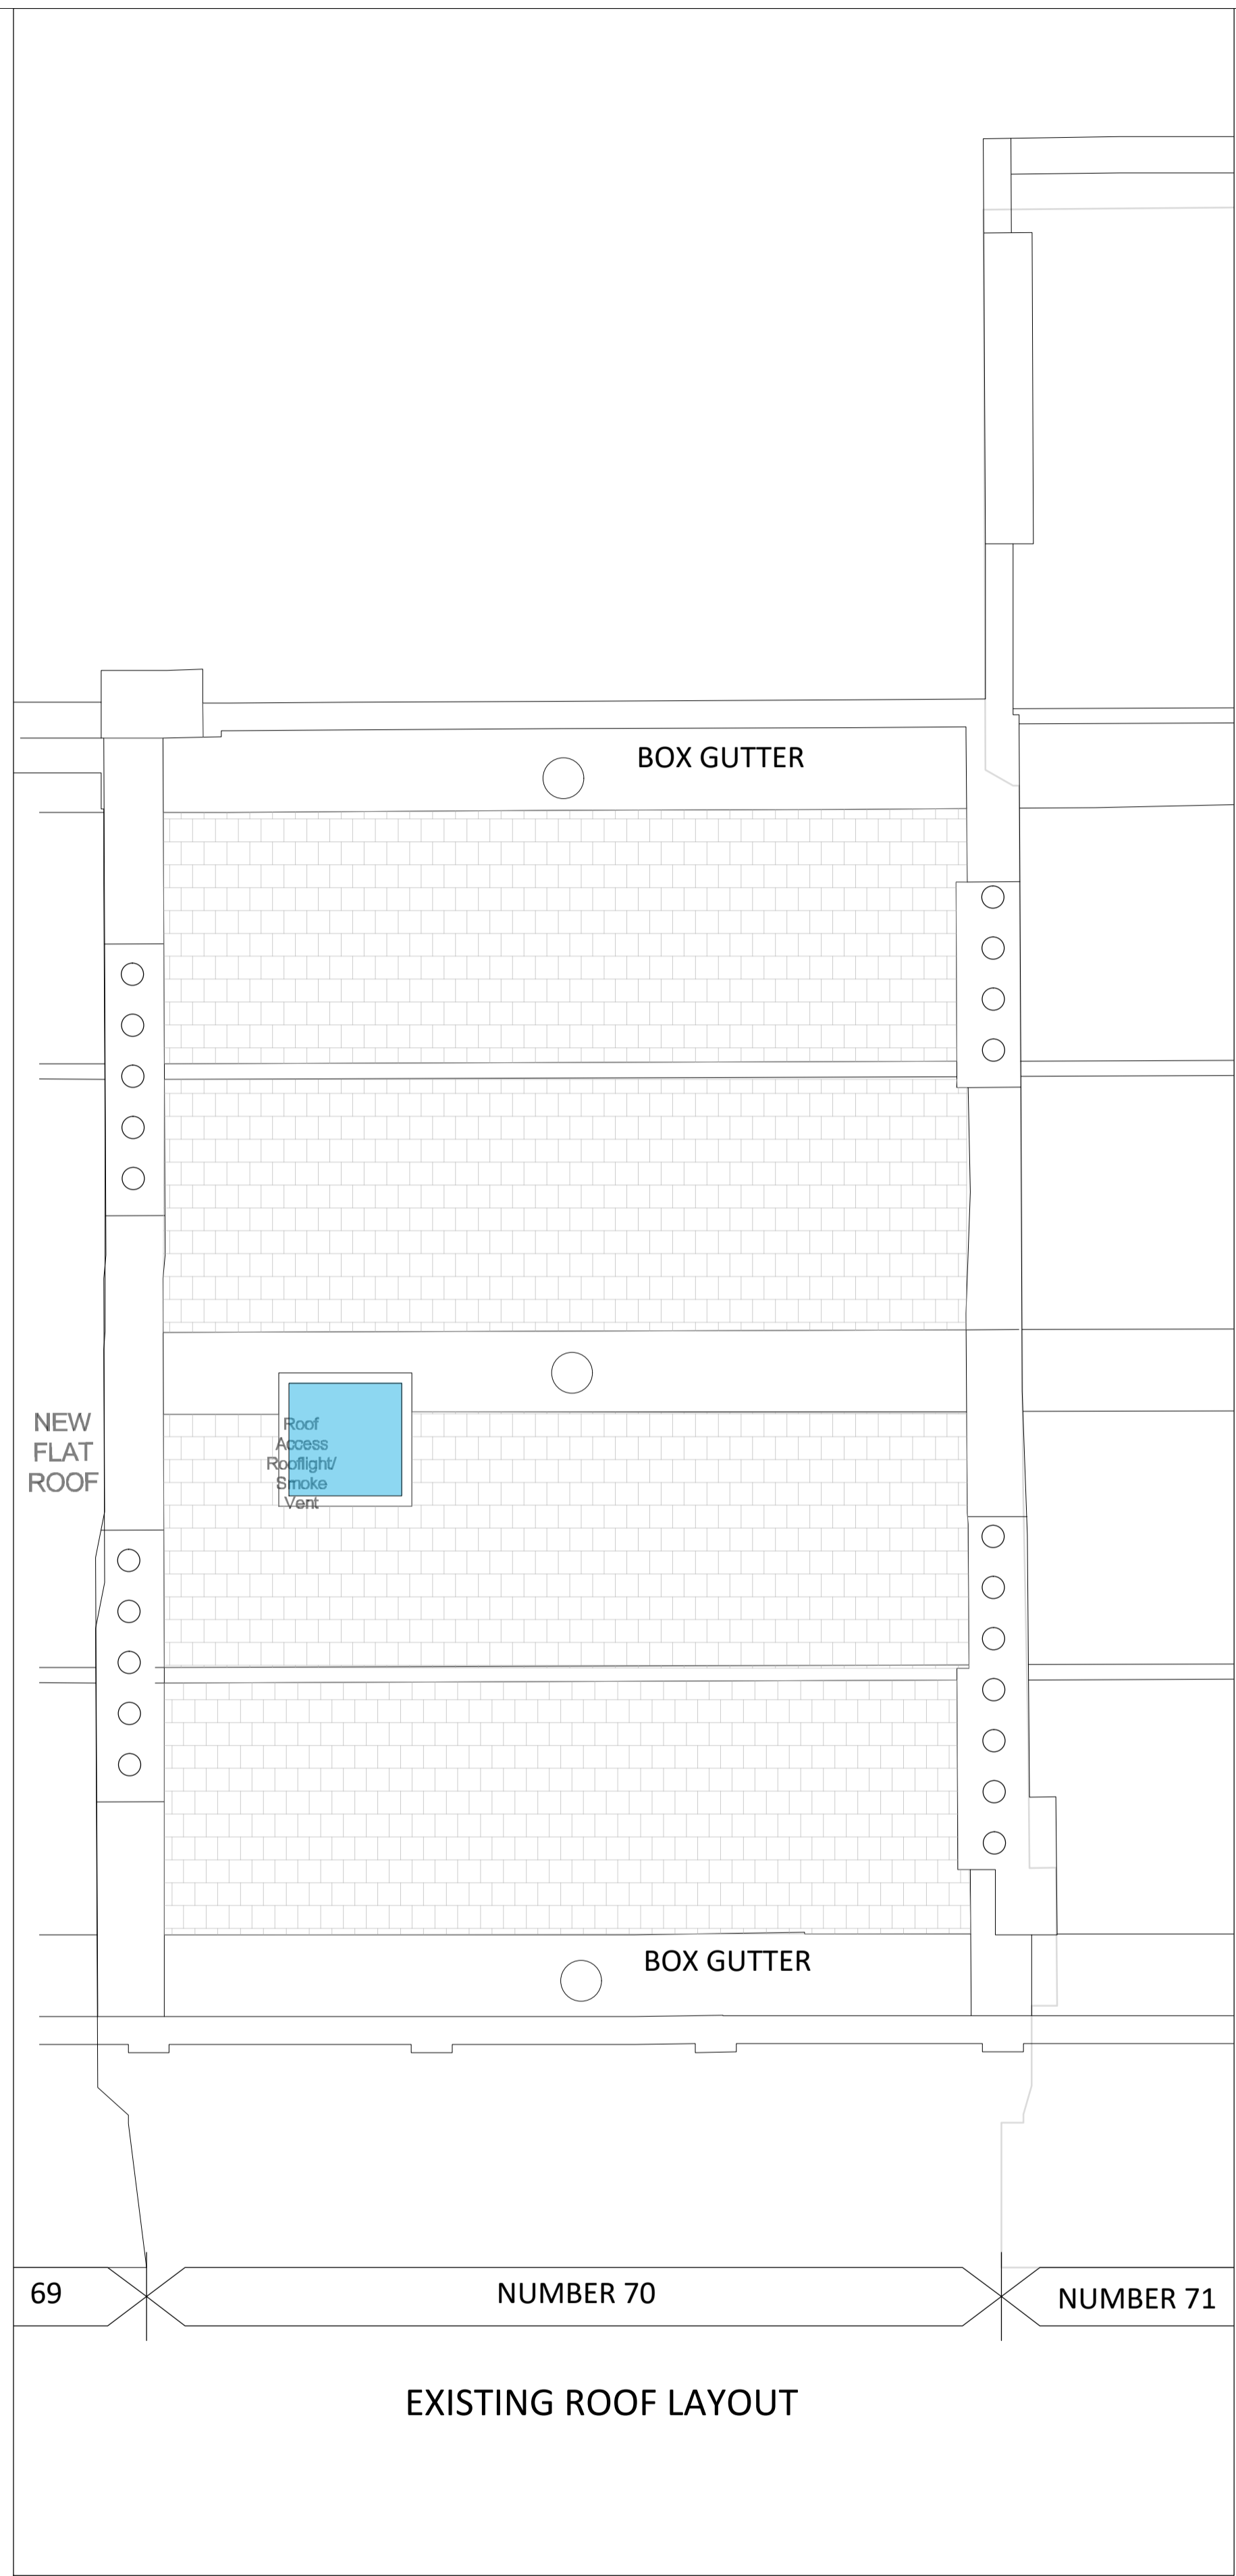 BOX GUTTER
NEW
FLAT
ROOF
Roof
Access
Rooflight/
Smoke
Vent
BOX GUTTER
69
NUMBER 70
NUMBER 71
EXISTING ROOF LAYOUT